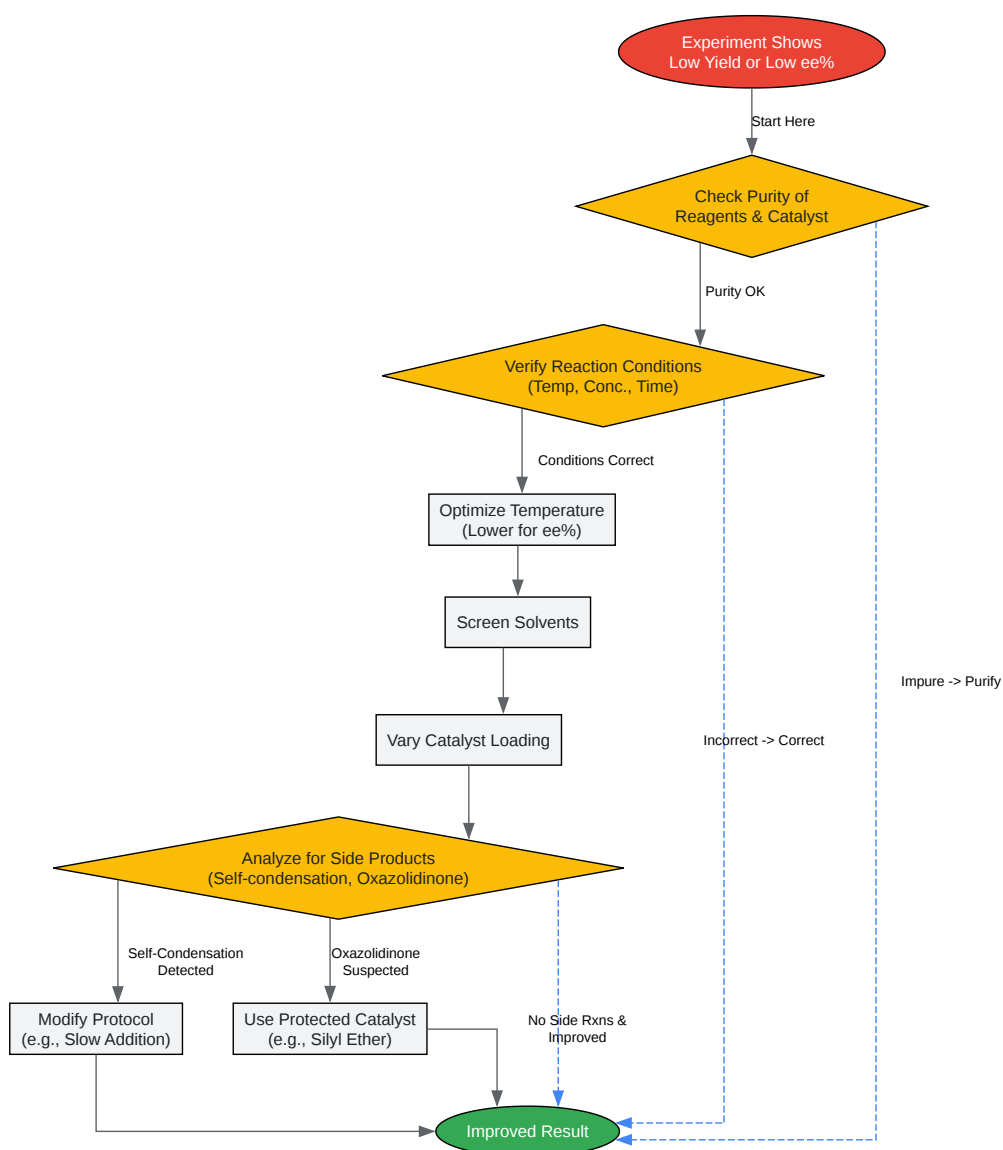 Experiment Shows
Low Yield or Low ee%
Start Here
Check Purity of
Reagents & Catalyst
Purity OK
Verify Reaction Conditions
(Temp, Conc., Time)
Conditions Correct
Optimize Temperature
(Lower for ee%)
Screen Solvents
Impure -> Purify
Vary Catalyst Loading
Incorrect -> Correct
Analyze for Side Products
(Self-condensation, Oxazolidinone)
Self-Condensation
Detected
Oxazolidinone
Suspected
Modify Protocol
(e.g., Slow Addition)
Use Protected Catalyst
(e.g., Silyl Ether)
No Side Rxns &
Improved
Improved Result